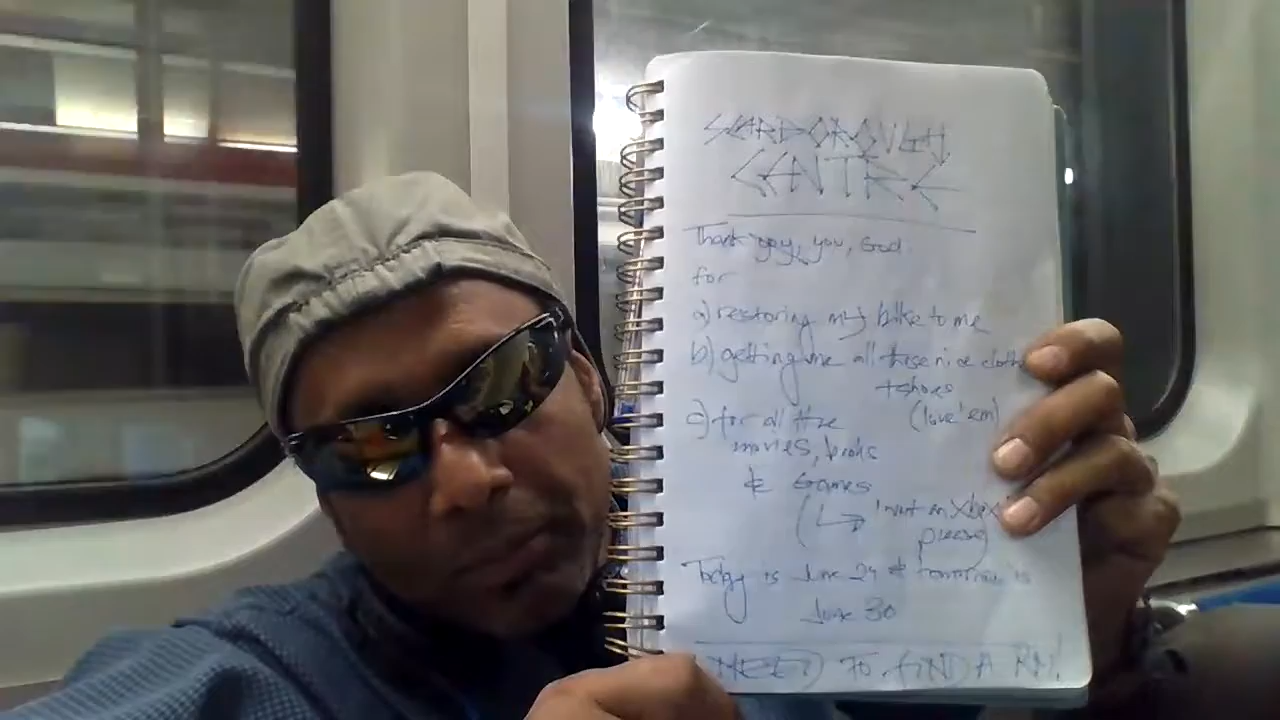 SCARBOROUGH
CENTRE
Thank you, you, God
for
a) restoring my bike to me
b) getting me all these nice clothes
+ shoes
(love 'em)
c) for all the
movies, books
& Games
( want an xbox
please)
Today is June 29 & tomorrow is
June 30
NEED TO FIND A RM!